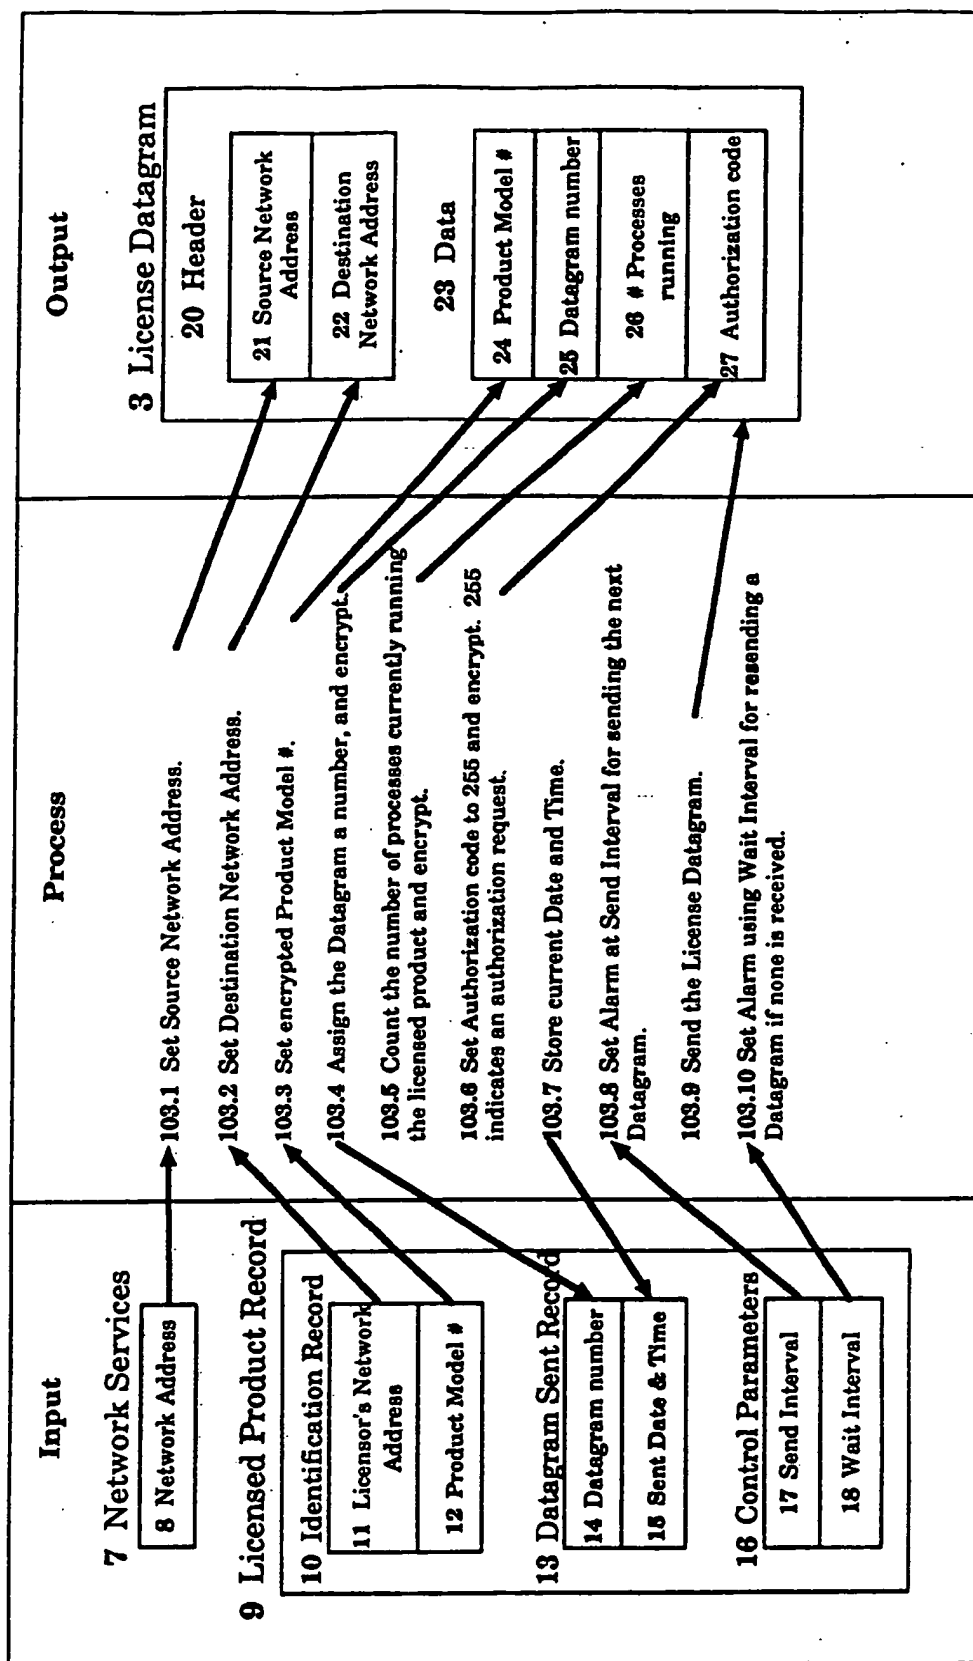 Input
Process
Output
7 Network Services
8 Network Address
9 Licensed Product Record
10 Identification Record
11 Licensor's Network
Address
12 Product Model #
13 Datagram Sent Record
14 Datagram number
15 Sent Date & Time
16 Control Parameters
17 Send Interval
18 Wait Interval
103.1 Set Source Network Address.
103.2 Set Destination Network Address.
103.3 Set encrypted Product Model #.
103.4 Assign the Datagram a number, and encrypt.
103.5 Count the number of processes currently running
the licensed product and encrypt.
103.6 Set Authorization code to 255 and encrypt. 255
indicates an authorization request.
103.7 Store current Date and Time.
103.8 Set Alarm at Send Interval for sending the next
Datagram.
103.9 Send the License Datagram.
103.10 Set Alarm using Wait Interval for resending a
Datagram if none is received.
3 License Datagram
20 Header
21 Source Network
Address
22 Destination
Network Address
23 Data
24 Product Model #
25 Datagram number
26 # Processes
running
27 Authorization code